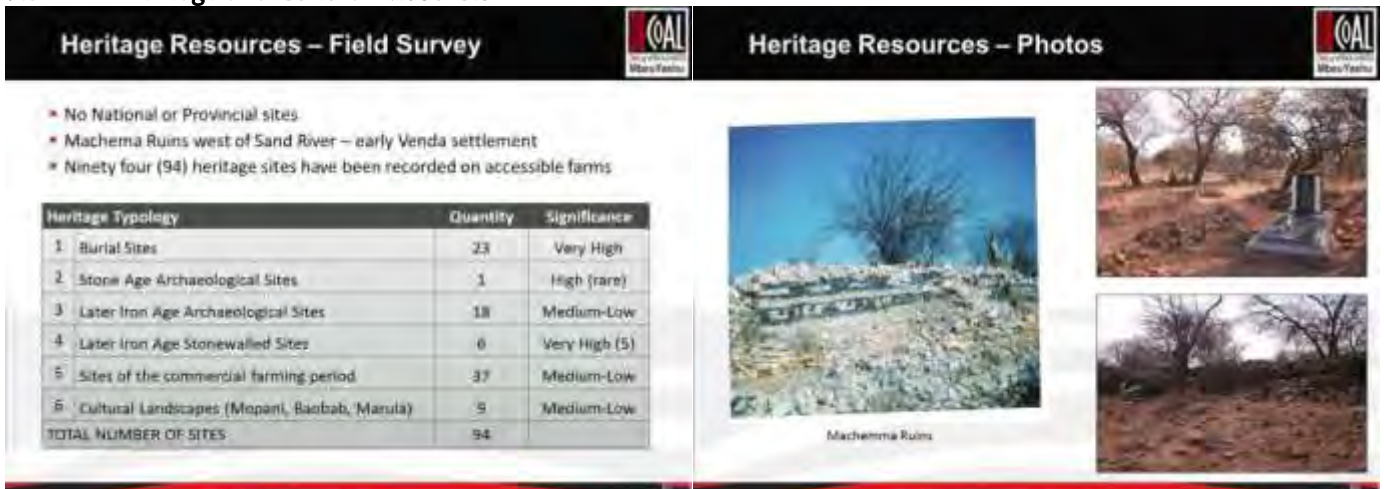 Heritage Resources – Field Survey
COAL
No National or Provincial sites
Machema Ruins west of Sand River – early Venda settlement
Ninety four (94) heritage sites have been recorded on accessible farms
Heritage Typology Quantity Significance
1 Burial Sites 23 Very High
2 Stone Age Archaeological Sites 1 High (rare)
3 Later Iron Age Archaeological Sites 18 Medium-Low
4 Later Iron Age Stonewalled Sites 6 Very High (5)
5 Sites of the commercial farming period 37 Medium-Low
6 Cultural Landscapes (Mopani, Baobab, Marula) 9 Medium-Low
TOTAL NUMBER OF SITES 94
Heritage Resources – Photos
COAL
Machemma Ruins